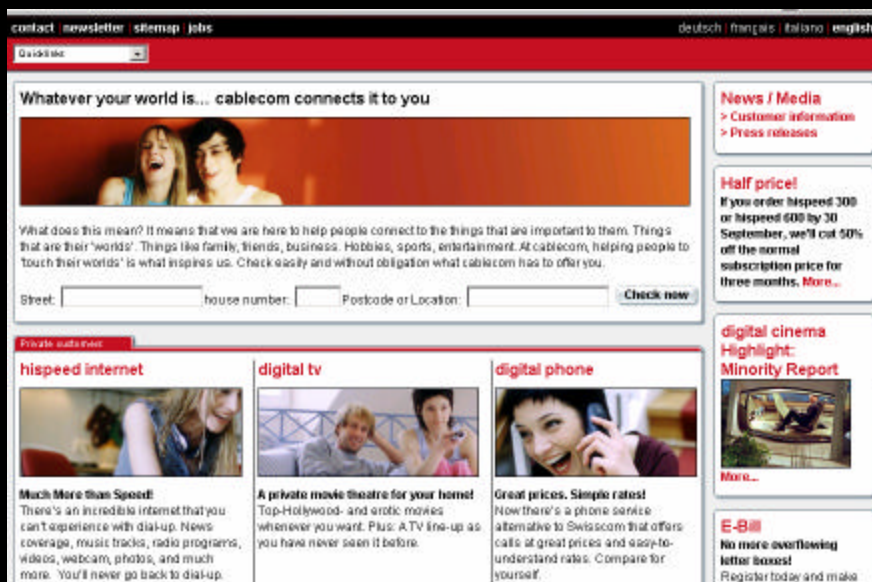 contact | newsletter | sitemap | jobs
deutsch | français | italiano | english
Quicklinks
Whatever your world is... cablecom connects it to you
What does this mean? It means that we are here to help people connect to the things that are important to them. Things
that are their 'worlds'. Things like family, friends, business. Hobbies, sports, entertainment. At cablecom, helping people to
'touch their worlds' is what inspires us. Check easily and without obligation what cablecom has to offer you.
Street: house number: Postcode or Location: Check now
Private customers
hispeed internet
Much More than Speed!
There's an incredible internet that you
can't experience with dial-up. News
coverage, music tracks, radio programs,
videos, webcam, photos, and much
more. You'll never go back to dial-up.
digital tv
A private movie theatre for your home!
Top-Hollywood- and erotic movies
whenever you want. Plus: A TV line-up as
you have never seen it before.
digital phone
Great prices. Simple rates!
Now there's a phone service
alternative to Swisscom that offers
calls at great prices and easy-to-
understand rates. Compare for
yourself.
News / Media
> Customer information
> Press releases
Half price!
If you order hispeed 300
or hispeed 600 by 30
September, we'll cut 50%
off the normal
subscription price for
three months. More...
digital cinema
Highlight:
Minority Report
More...
E-Bill
No more overflowing
letter boxes!
Register today and make